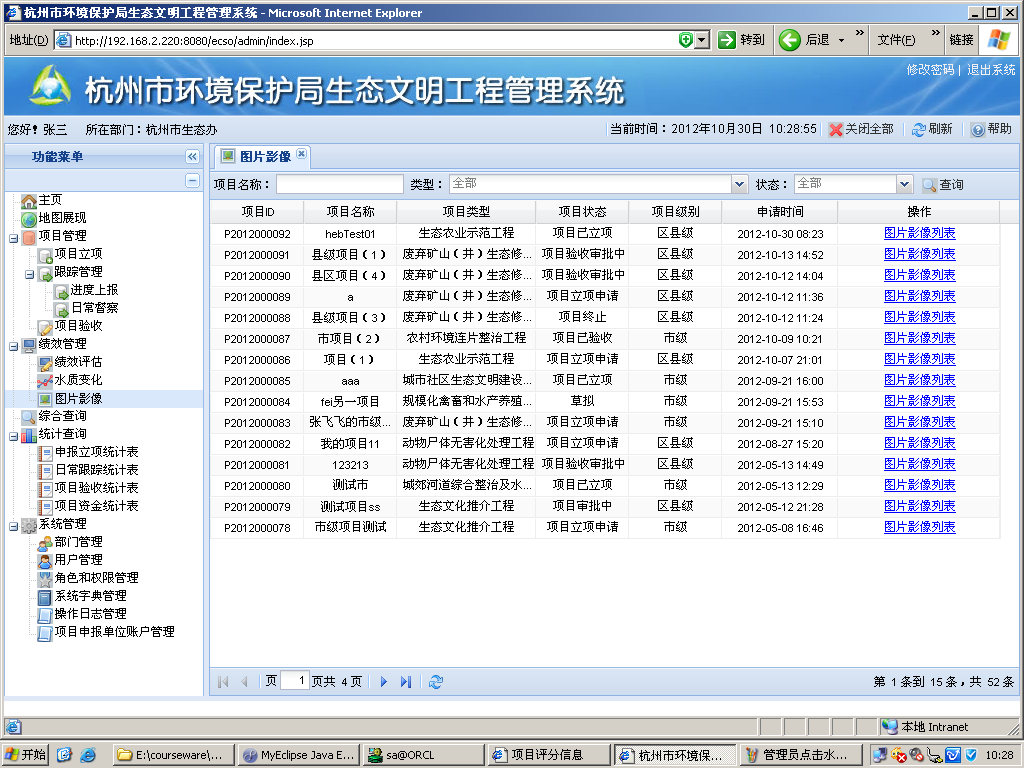 杭州市环境保护局生态文明工程管理系统 - Microsoft Internet Explorer
地址(D) http://192.168.2.220:8080/ecso/admin/index.jsp 转到 后退 文件(F) 链接
修改密码 | 退出系统
杭州市环境保护局生态文明工程管理系统
您好! 张三 所在部门：杭州市生态办 当前时间：2012年10月30日 10:28:55 关闭全部 刷新 帮助
功能菜单
主页
地图展现
项目管理
项目立项
跟踪管理
进度上报
日常督察
项目验收
绩效管理
绩效评估
水质变化
图片影像
综合查询
统计查询
申报立项统计表
日常跟踪统计表
项目验收统计表
项目资金统计表
系统管理
部门管理
用户管理
角色和权限管理
系统字典管理
操作日志管理
项目申报单位账户管理
图片影像
项目名称： 类型： 全部 状态： 全部 查询
项目ID 项目名称 项目类型 项目状态 项目级别 申请时间 操作
P2012000092 hebTest01 生态农业示范工程 项目已立项 区县级 2012-10-30 08:23 图片影像列表
P2012000091 县级项目（1） 废弃矿山（井）生态修... 项目验收审批中 区县级 2012-10-13 14:52 图片影像列表
P2012000090 县区项目（4） 废弃矿山（井）生态修... 项目验收审批中 区县级 2012-10-12 14:04 图片影像列表
P2012000089 a 废弃矿山（井）生态修... 项目立项申请 区县级 2012-10-12 11:36 图片影像列表
P2012000088 县级项目（3） 废弃矿山（井）生态修... 项目终止 区县级 2012-10-12 11:24 图片影像列表
P2012000087 市项目（2） 农村环境连片整治工程 项目已验收 市级 2012-10-09 10:21 图片影像列表
P2012000086 项目（1） 生态农业示范工程 项目立项申请 区县级 2012-10-07 21:01 图片影像列表
P2012000085 aaa 城市社区生态文明建设... 项目已立项 市级 2012-09-21 16:00 图片影像列表
P2012000084 fei另一项目 规模化禽畜和水产养殖... 草拟 市级 2012-09-21 15:53 图片影像列表
P2012000083 张飞飞的市级... 废弃矿山（井）生态修... 项目立项申请 区县级 2012-09-21 15:10 图片影像列表
P2012000082 我的项目11 动物尸体无害化处理工程 项目立项申请 区县级 2012-08-27 15:20 图片影像列表
P2012000081 123213 动物尸体无害化处理工程 项目验收审批中 区县级 2012-05-13 14:49 图片影像列表
P2012000080 测试市 城郊河道综合整治及水... 项目已立项 市级 2012-05-13 12:29 图片影像列表
P2012000079 测试项目ss 生态文化推介工程 项目审批中 区县级 2012-05-12 21:28 图片影像列表
P2012000078 市级项目测试 生态文化推介工程 项目立项申请 市级 2012-05-08 16:46 图片影像列表
页 1 页共 4 页 第 1 条到 15 条，共 52 条
本地 Intranet
开始 E:\courseware\... MyEclipse Java E... sa@ORCL 项目评分信息 杭州市环境保... 管理员点击水... 10:28